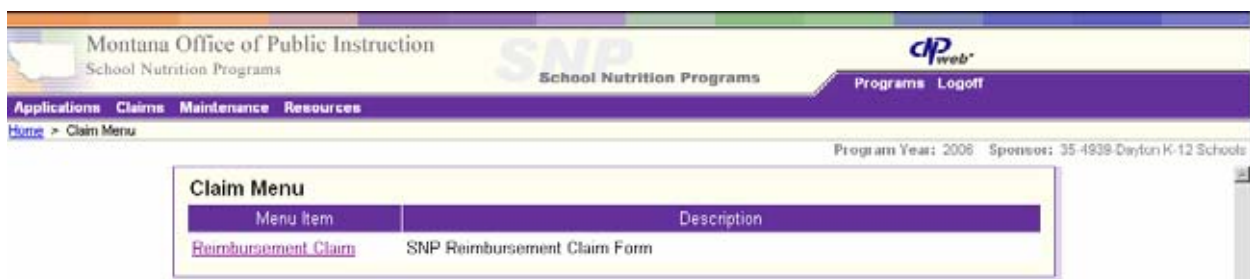 Montana Office of Public Instruction
School Nutrition Programs
SNP
School Nutrition Programs
CNPweb
Programs Logoff
Applications Claims Maintenance Resources
Home > Claim Menu
Program Year: 2006 Sponsor: 35-4939-Dayton K-12 Schools
Claim Menu
Menu Item Description
Reimbursement Claim SNP Reimbursement Claim Form